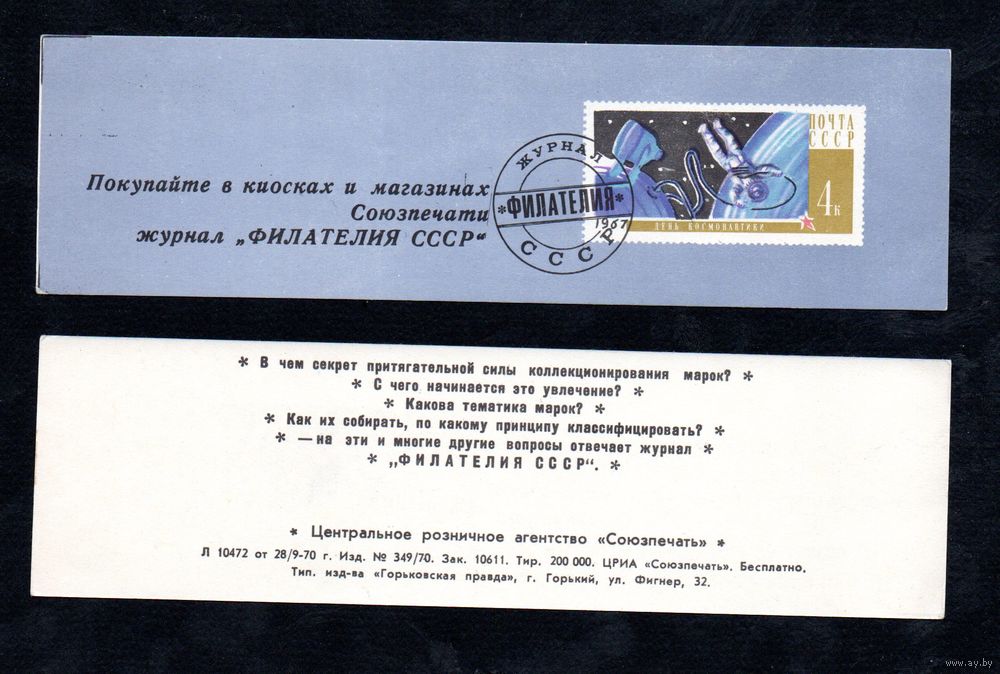 Покупайте в киосках и магазинах
Союзпечати
журнал „ФИЛАТЕЛИЯ СССР“
ЖУРНАЛ
*ФИЛАТЕЛИЯ*
1967
СССР
ПОЧТА
СССР
4к
ДЕНЬ КОСМОНАВТИКИ
* В чем секрет притягательной силы коллекционирования марок? *
* С чего начинается это увлечение? *
* Какова тематика марок? *
* Как их собирать, по какому принципу классифицировать? *
* —на эти и многие другие вопросы отвечает журнал *
* „ФИЛАТЕЛИЯ СССР“. *
* Центральное розничное агентство «Союзпечать» *
Л 10472 от 28/9-70 г. Изд. № 349/70. Зак. 10611. Тир. 200 000. ЦРИА «Союзпечать». Бесплатно.
Тип. изд-ва «Горьковская правда», г. Горький, ул. Фигнер, 32.
www.ay.by